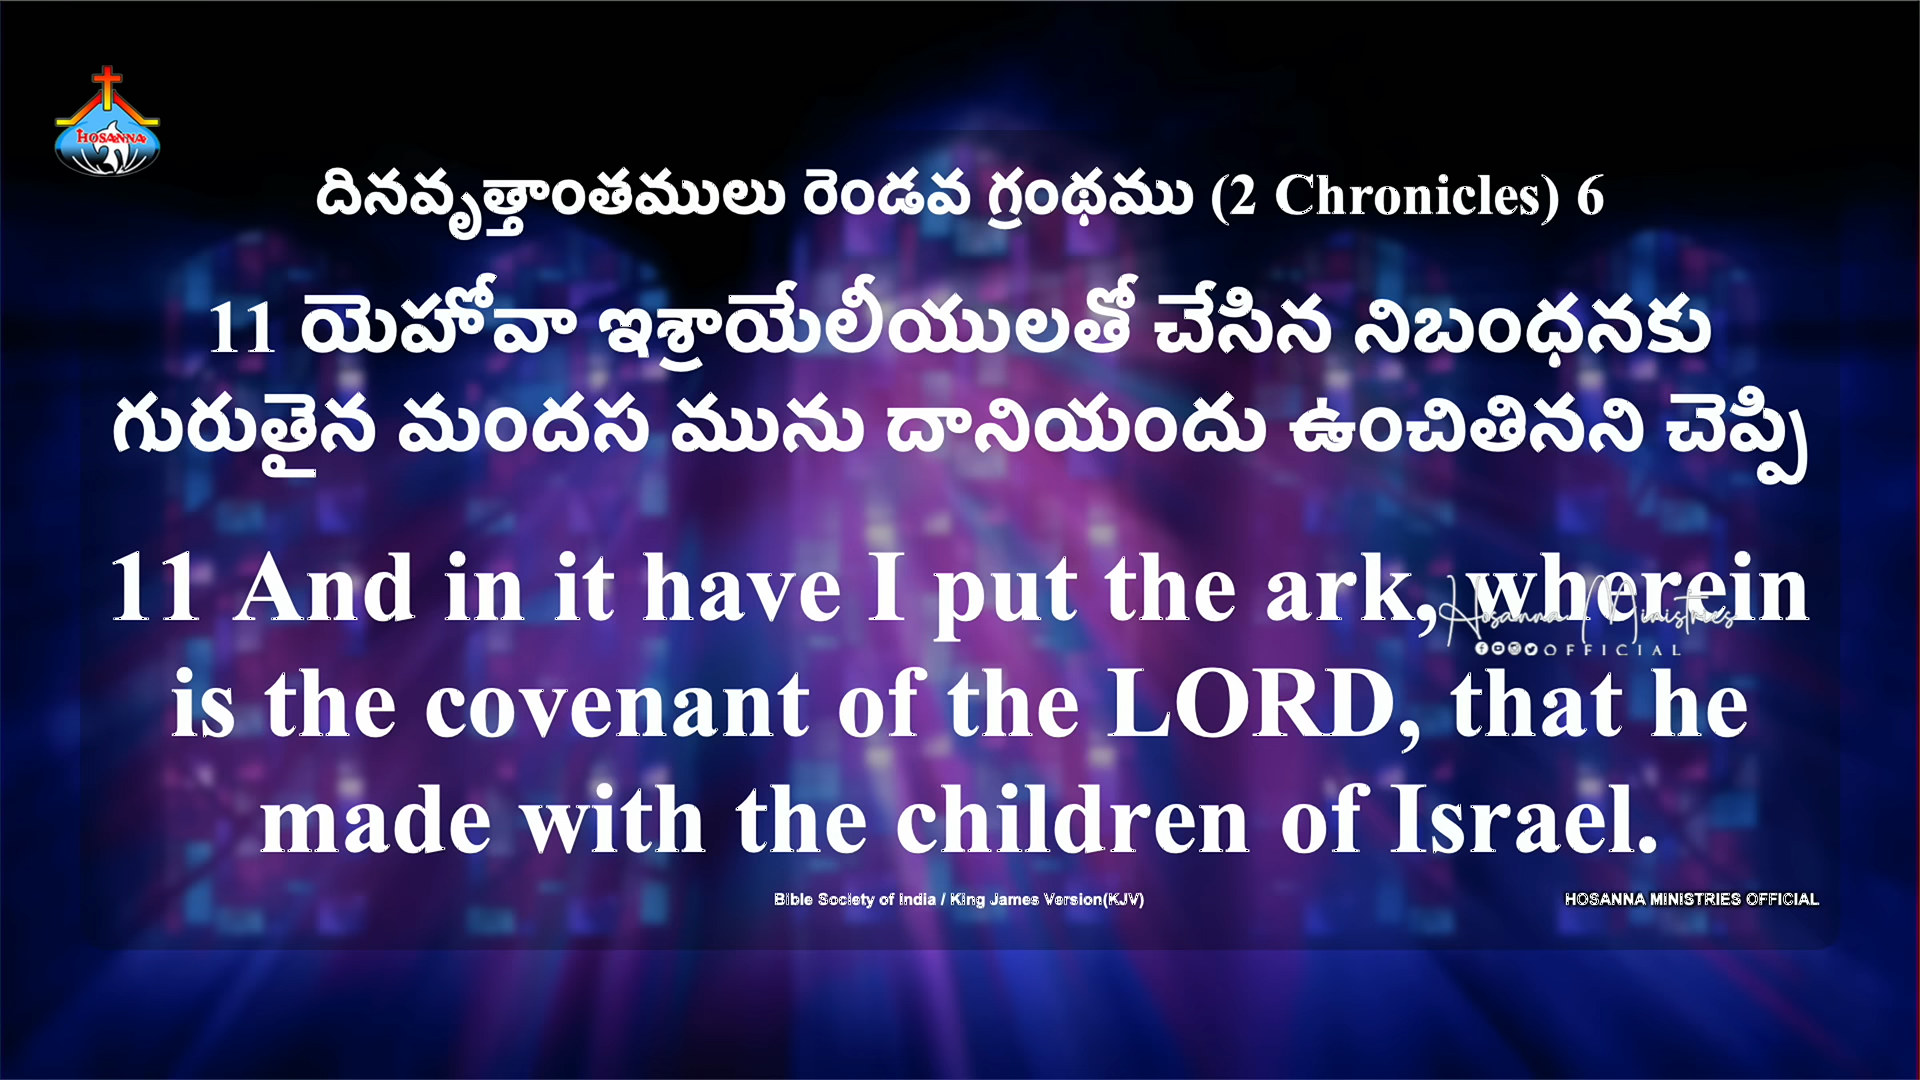 HOSANNA
దినవృత్తాంతములు రెండవ గ్రంథము (2 Chronicles) 6
11 యెహోవా ఇశ్రాయేలీయులతో చేసిన నిబంధనకు
గురుతైన మందస మును దానియందు ఉంచితినని చెప్పి
11 And in it have I put the ark, wherein
Hosanna Ministries
OFFICIAL
is the covenant of the LORD, that he
made with the children of Israel.
Bible Society of India / King James Version(KJV)
HOSANNA MINISTRIES OFFICIAL